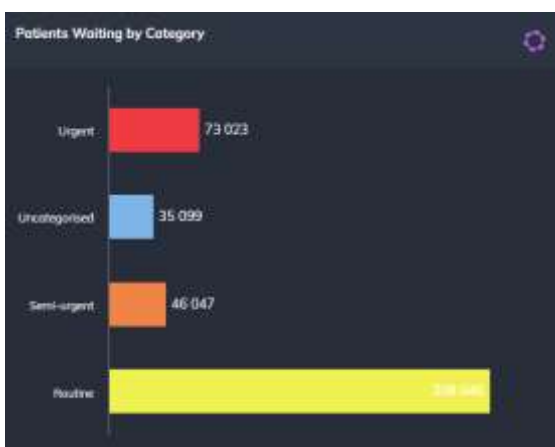 Patients Waiting by Category
Urgent
73 023
Uncategorised
35 099
Semi-urgent
46 047
Routine